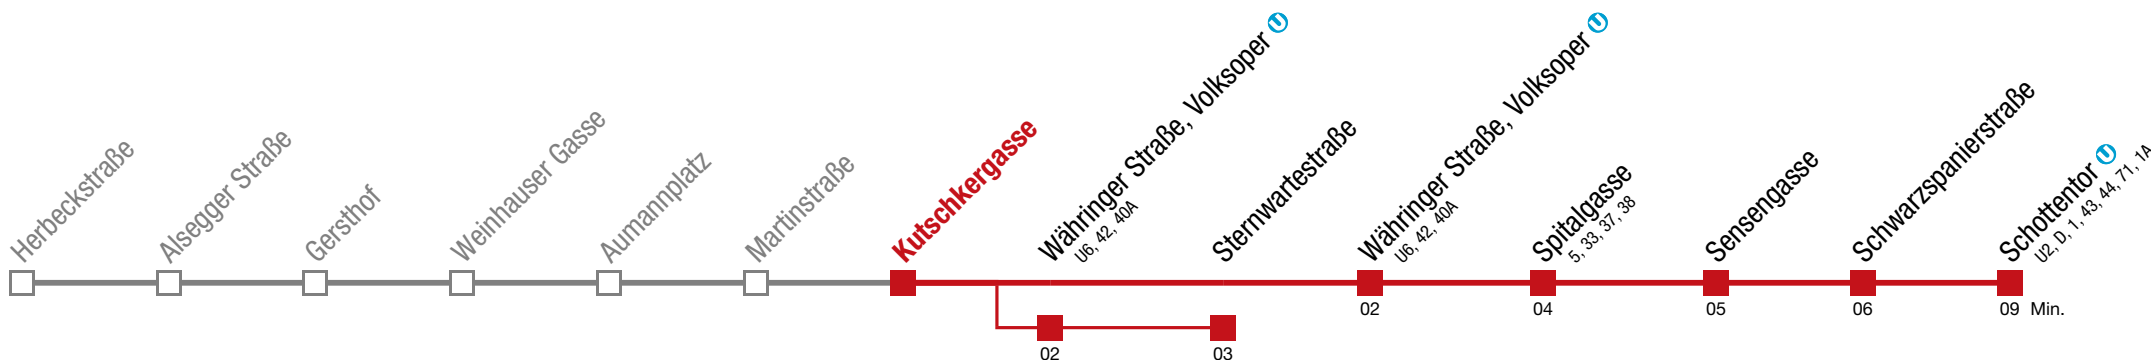 Herbeckstraße
Alsegger Straße
Gersthof
Weinhauser Gasse
Aumannplatz
Martinstraße
Kutschkergasse
Währinger Straße, Volksoper
U6, 42, 40A
Sternwartestraße
Währinger Straße, Volksoper
U6, 42, 40A
Spitalgasse
5, 33, 37, 38
Sensengasse
Schwarzspanierstraße
Schottentor
U2, D, 1, 43, 44, 71, 1A
02
04
05
06
09 Min.
02
03